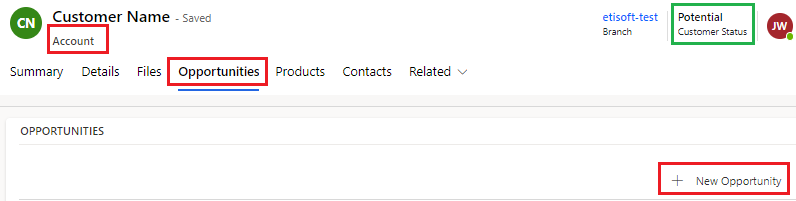 CN
Customer Name - Saved
Account
etisoft-test
Branch
Potential
Customer Status
JW
Summary Details Files Opportunities Products Contacts Related
OPPORTUNITIES
+ New Opportunity